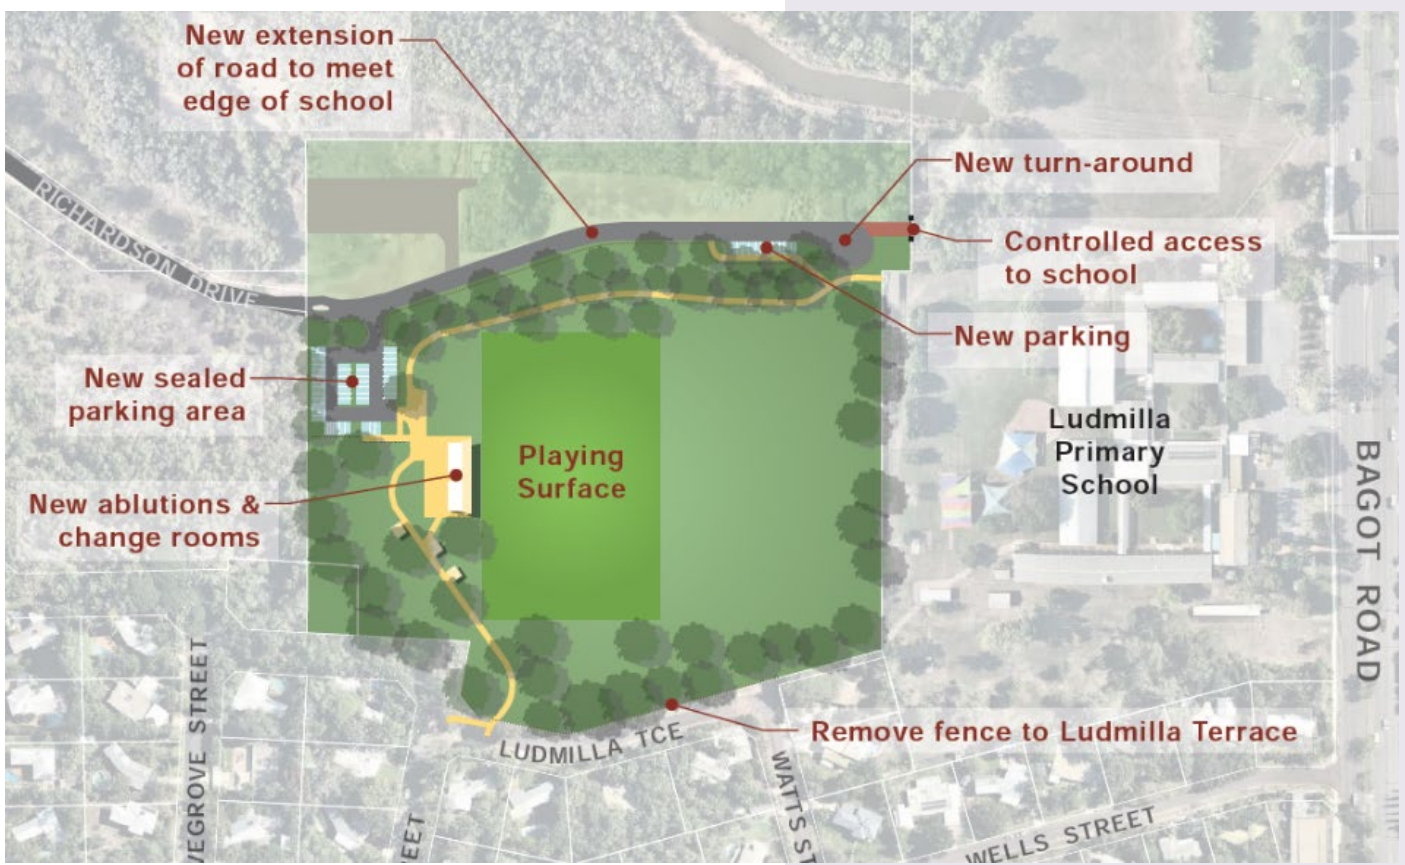 New extension
of road to meet
edge of school
New turn-around
RICHARDSON DRIVE
Controlled access
to school
New parking
New sealed
parking area
Ludmilla
Primary
School
Playing
Surface
BAGOT ROAD
New ablutions &
change rooms
Remove fence to Ludmilla Terrace
LUDMILLA TCE
STREET
WATTS ST
WELLS STREET